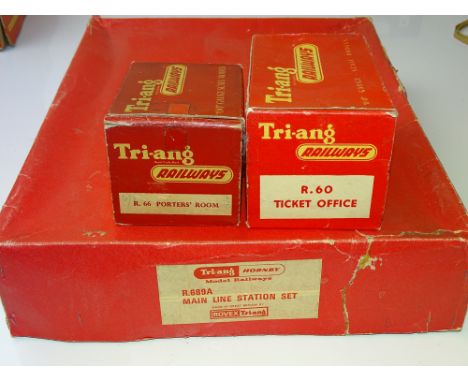 Tri-ang
RAILWAYS
Tri-ang
RAILWAYS
Tri-ang
RAILWAYS
R. 66 PORTERS' ROOM
Tri-ang
RAILWAYS
R.60
TICKET OFFICE
Tri-ang HORNBY
Model Railways
R.689A
MAIN LINE STATION SET
ROVEX Tri-ang